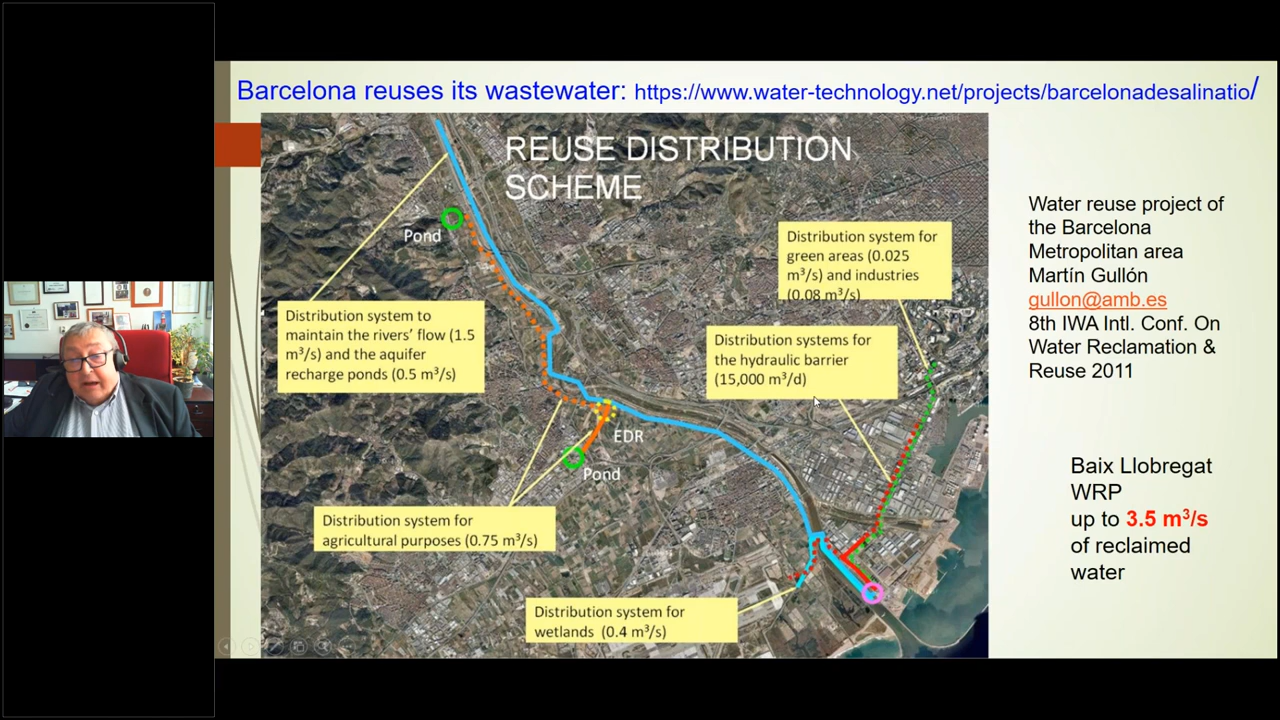 Barcelona reuses its wastewater: https://www.water-technology.net/projects/barcelonadesalinatio/
REUSE DISTRIBUTION
SCHEME
Pond
Distribution system to
maintain the rivers' flow (1.5
m³/s) and the aquifer
recharge ponds (0.5 m³/s)
Distribution system for
green areas (0.025
m³/s) and industries
(0.08 m³/s)
Distribution systems for
the hydraulic barrier
(15,000 m³/d)
EDR
Pond
Distribution system for
agricultural purposes (0.75 m³/s)
Distribution system for
wetlands (0.4 m³/s)
Water reuse project of
the Barcelona
Metropolitan area
Martín Gullón
gullon@amb.es
8th IWA Intl. Conf. On
Water Reclamation &
Reuse 2011
Baix Llobregat
WRP
up to 3.5 m³/s
of reclaimed
water